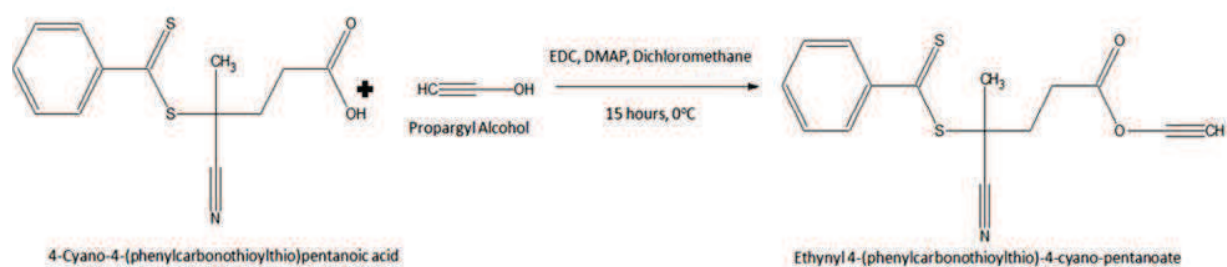 S
CH3
O
S
OH
N
4-Cyano-4-(phenylcarbonothioylthio)pentanoic acid
+
HC
OH
Propargyl Alcohol
EDC, DMAP, Dichloromethane
15 hours, 0°C
S
CH3
O
S
O
CH
N
Ethynyl 4-(phenylcarbonothioylthio)-4-cyano-pentanoate